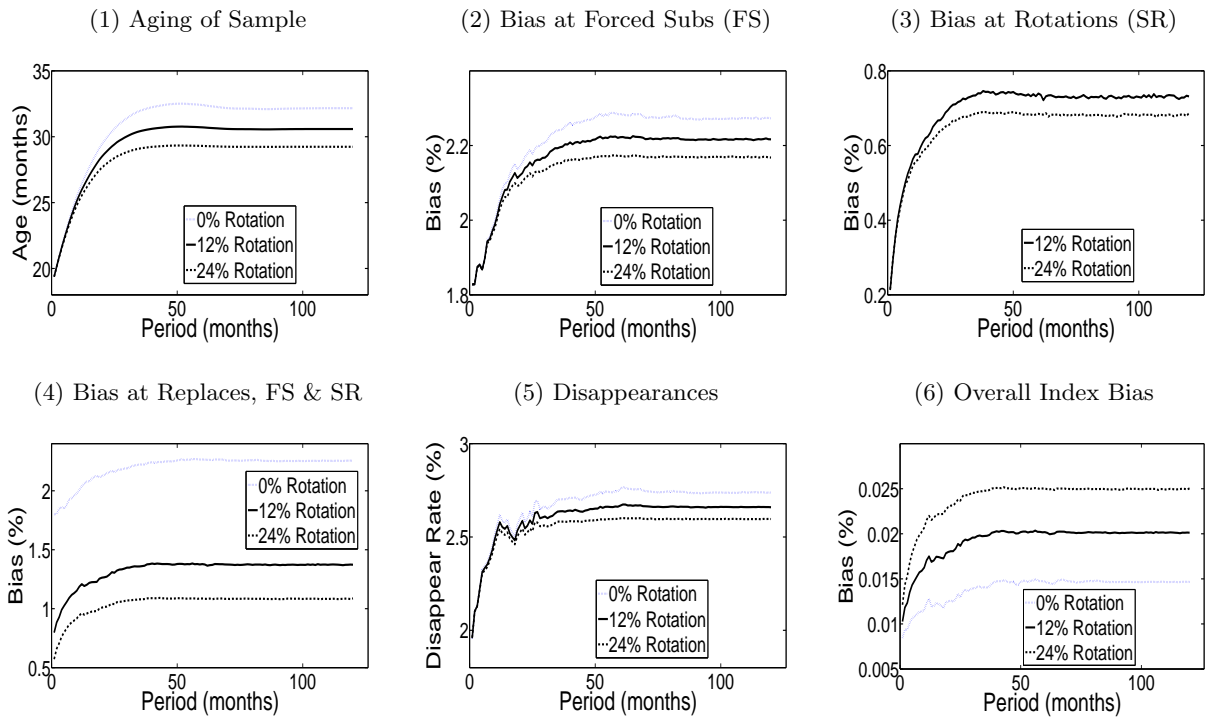 (1) Aging of Sample
35
30
25
20
0
50
100
Age (months)
Period (months)
0% Rotation
12% Rotation
24% Rotation
(2) Bias at Forced Subs (FS)
2.2
2
1.8
0
50
100
Bias (%)
Period (months)
0% Rotation
12% Rotation
24% Rotation
(3) Bias at Rotations (SR)
0.8
0.6
0.4
0.2
0
50
100
Bias (%)
Period (months)
12% Rotation
24% Rotation
(4) Bias at Replaces, FS & SR
2
1.5
1
0.5
0
50
100
Bias (%)
Period (months)
0% Rotation
12% Rotation
24% Rotation
(5) Disappearances
3
2.5
2
0
50
100
Disappear Rate (%)
Period (months)
0% Rotation
12% Rotation
24% Rotation
(6) Overall Index Bias
0.025
0.02
0.015
0.01
0.005
0
50
100
Bias (%)
Period (months)
0% Rotation
12% Rotation
24% Rotation